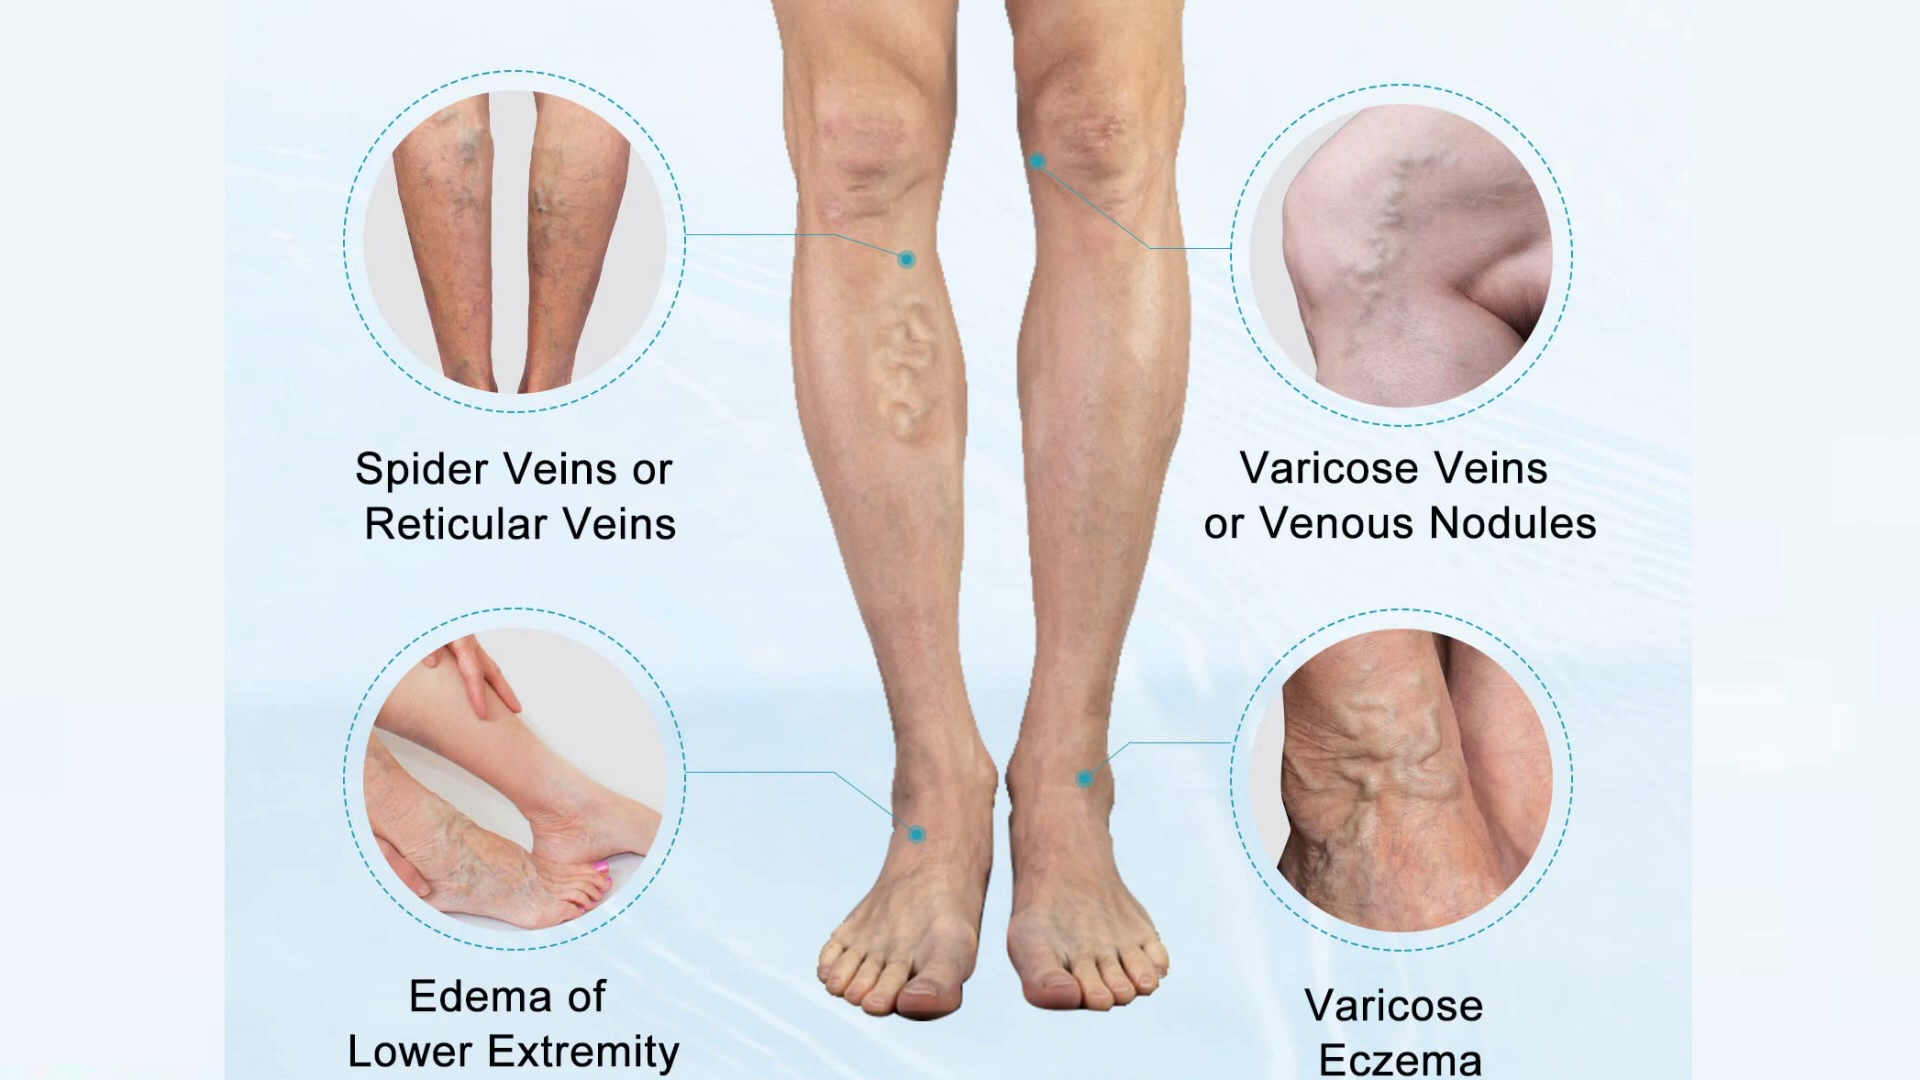 Spider Veins or
Reticular Veins
Varicose Veins
or Venous Nodules
Edema of
Lower Extremity
Varicose
Eczema